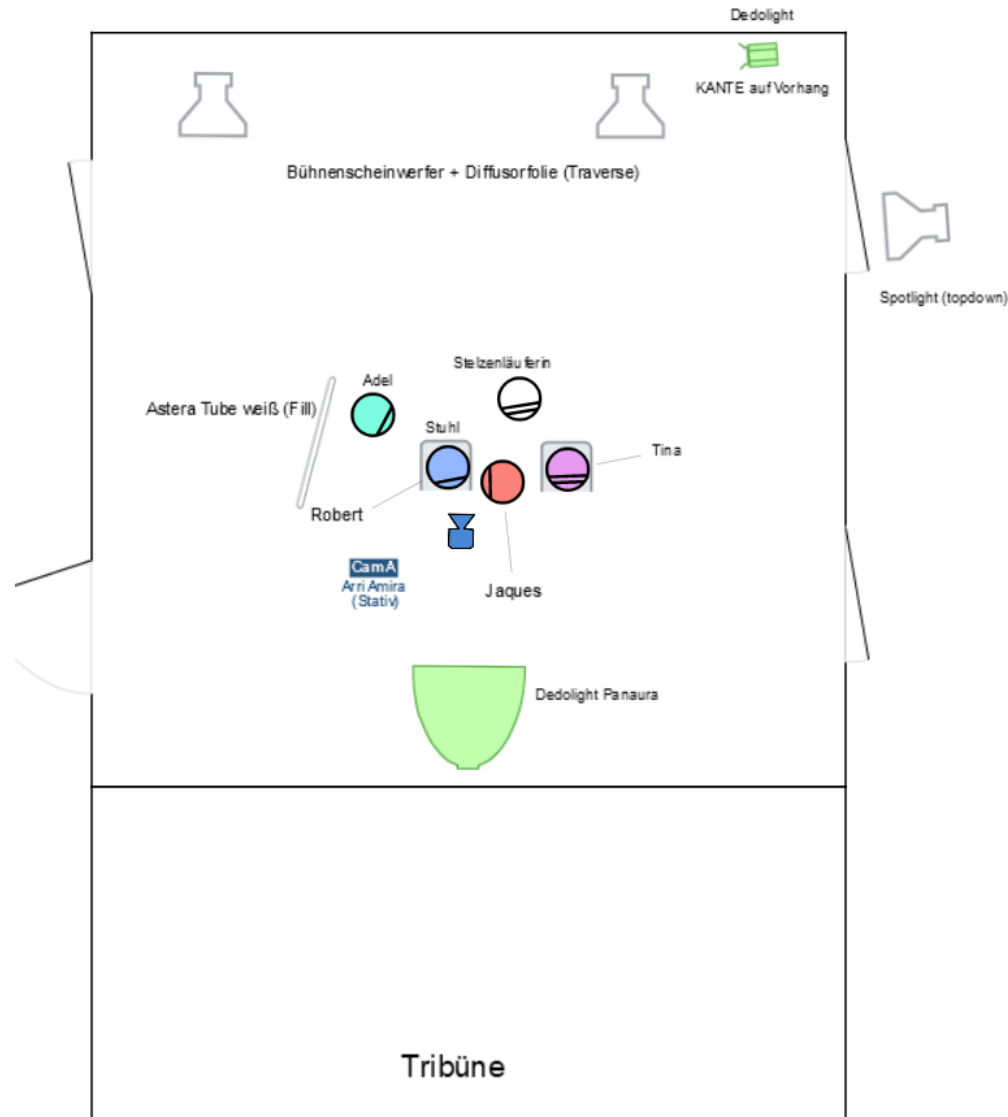 Dedolight
KANTE auf Vorhang
Bühnenscheinwerfer + Diffusorfolie (Traverse)
Spotlight (topdown)
Stelzenläuferin
Adel
Astera Tube weiß (Fill)
Stuhl
Tina
Robert
CamA
Arri Amira
(Stativ)
Jaques
Dedolight Panaura
Tribüne